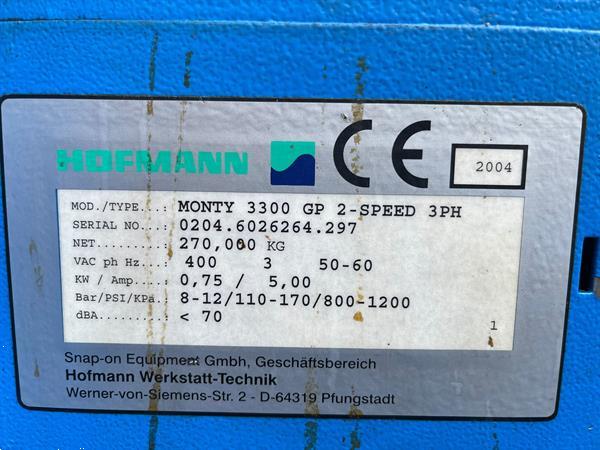 HOFMANN CE 2004
MOD./TYPE...: MONTY 3300 GP 2-SPEED 3PH
SERIAL NO...: 0204.6026264.297
NET.........: 270,000 KG
VAC ph Hz...: 400 3 50-60
KW / Amp....: 0,75 / 5,00
Bar/PSI/KPa.: 8-12/110-170/800-1200
dBA.........: < 70
1
Snap-on Equipment Gmbh, Geschäftsbereich
Hofmann Werkstatt-Technik
Werner-von-Siemens-Str. 2 - D-64319 Pfungstadt